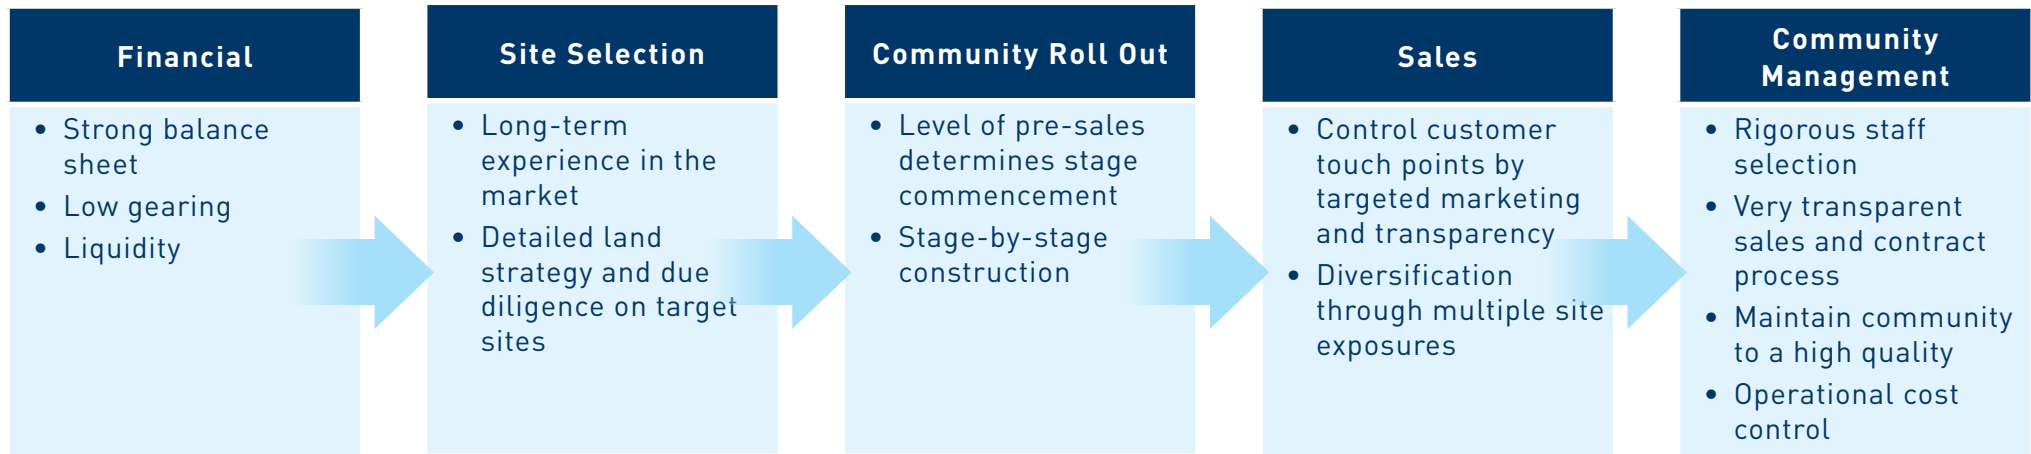 Financial
• Strong balance
sheet
• Low gearing
• Liquidity
Site Selection
• Long-term
experience in the
market
• Detailed land
strategy and due
diligence on target
sites
Community Roll Out
• Level of pre-sales
determines stage
commencement
• Stage-by-stage
construction
Sales
• Control customer
touch points by
targeted marketing
and transparency
• Diversification
through multiple site
exposures
Community
Management
• Rigorous staff
selection
• Very transparent
sales and contract
process
• Maintain community
to a high quality
• Operational cost
control